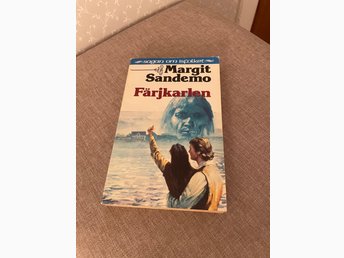 sagan om isfolket
Margit
Sandemo
Färjkarlen